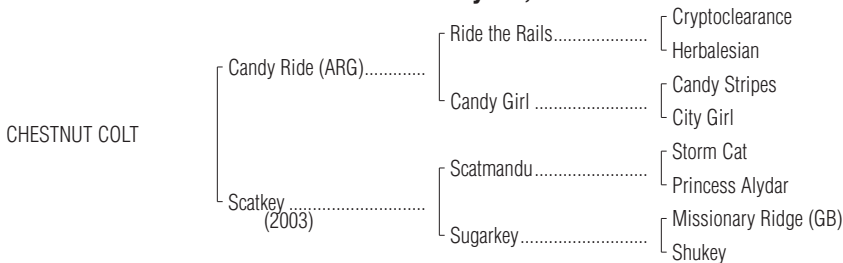 Cryptoclearance
Ride the Rails....................
Herbalesian
Candy Ride (ARG).............
Candy Stripes
Candy Girl ........................
City Girl
CHESTNUT COLT
Storm Cat
Scatmandu........................
Princess Alydar
Scatkey .............................
(2003)
Missionary Ridge (GB)
Sugarkey...........................
Shukey